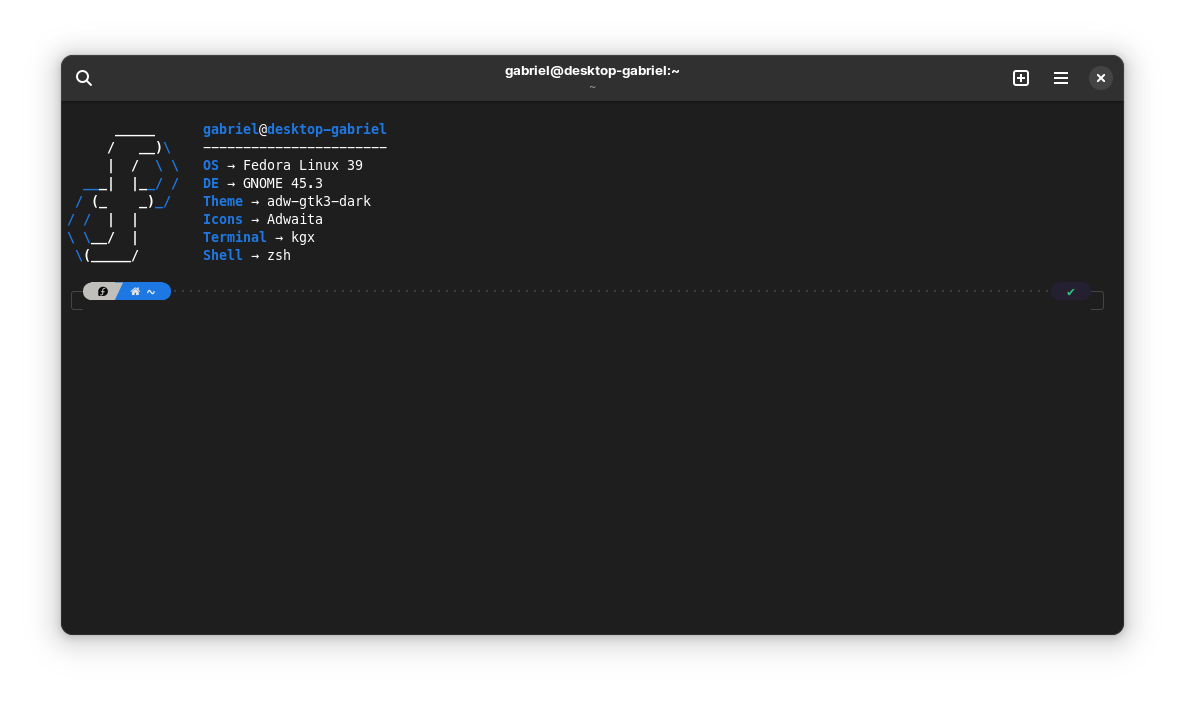 gabriel@desktop-gabriel:~
~
gabriel@desktop-gabriel
-----------------------
OS → Fedora Linux 39
DE → GNOME 45.3
Theme → adw-gtk3-dark
Icons → Adwaita
Terminal → kgx
Shell → zsh
~ ✔